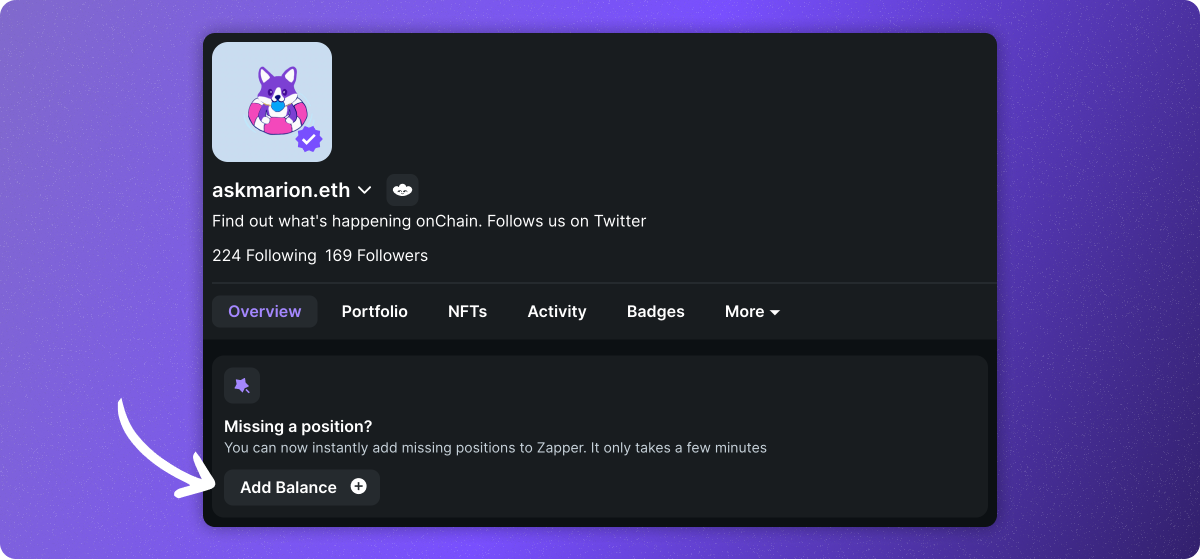 askmarion.eth
Find out what's happening onChain. Follows us on Twitter
224 Following 169 Followers
Overview Portfolio NFTs Activity Badges More
Missing a position?
You can now instantly add missing positions to Zapper. It only takes a few minutes
Add Balance